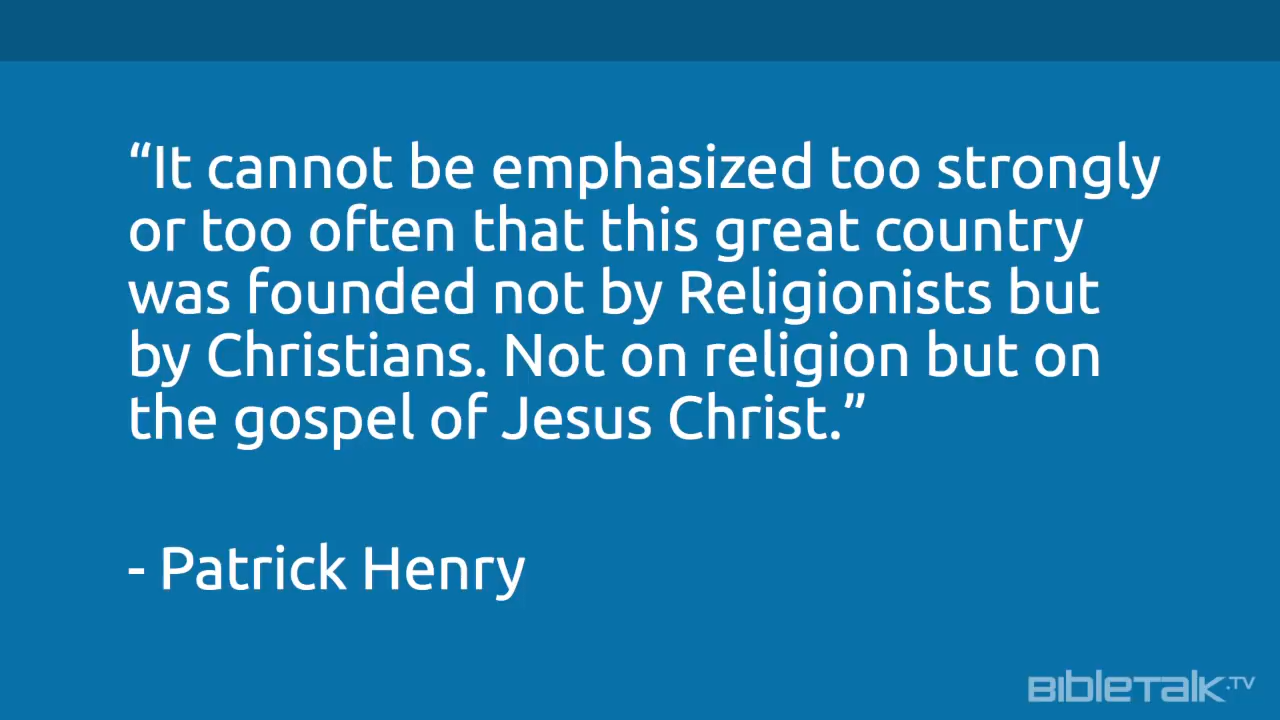 “It cannot be emphasized too strongly
or too often that this great country
was founded not by Religionists but
by Christians. Not on religion but on
the gospel of Jesus Christ.”
- Patrick Henry
BIBLETALK.TV